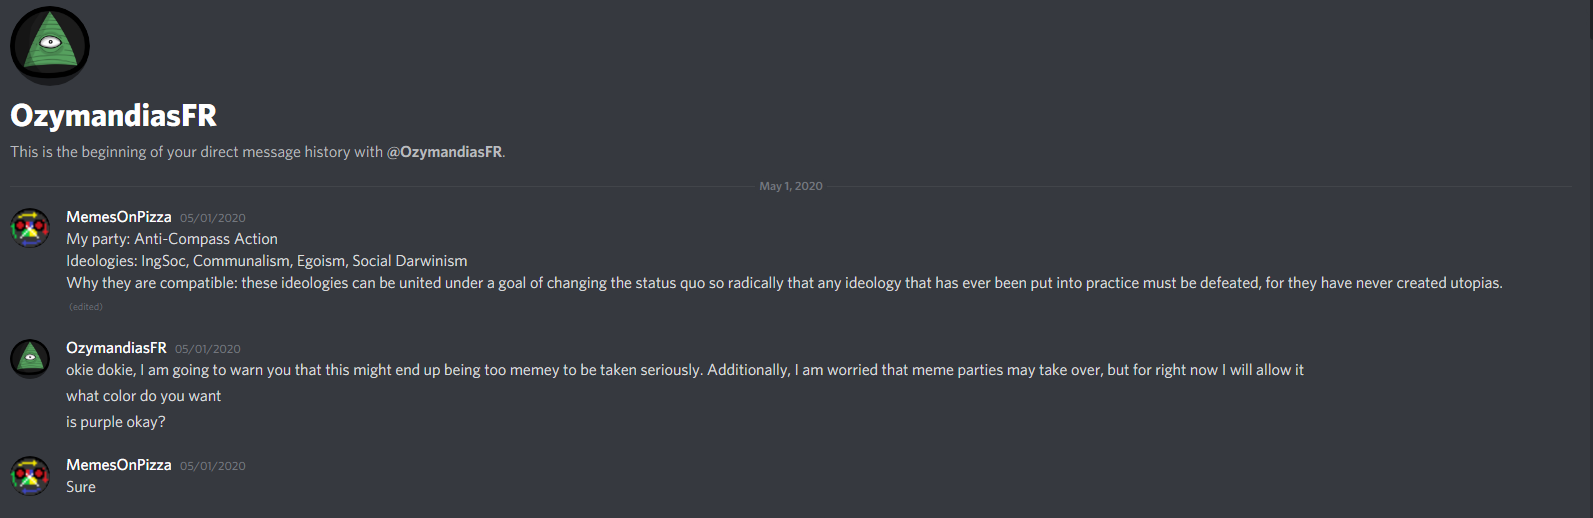 OzymandiasFR
This is the beginning of your direct message history with @OzymandiasFR.
May 1, 2020
MemesOnPizza 05/01/2020
My party: Anti-Compass Action
Ideologies: IngSoc, Communalism, Egoism, Social Darwinism
Why they are compatible: these ideologies can be united under a goal of changing the status quo so radically that any ideology that has ever been put into practice must be defeated, for they have never created utopias.
(edited)
OzymandiasFR 05/01/2020
okie dokie, I am going to warn you that this might end up being too memey to be taken seriously. Additionally, I am worried that meme parties may take over, but for right now I will allow it
what color do you want
is purple okay?
MemesOnPizza 05/01/2020
Sure